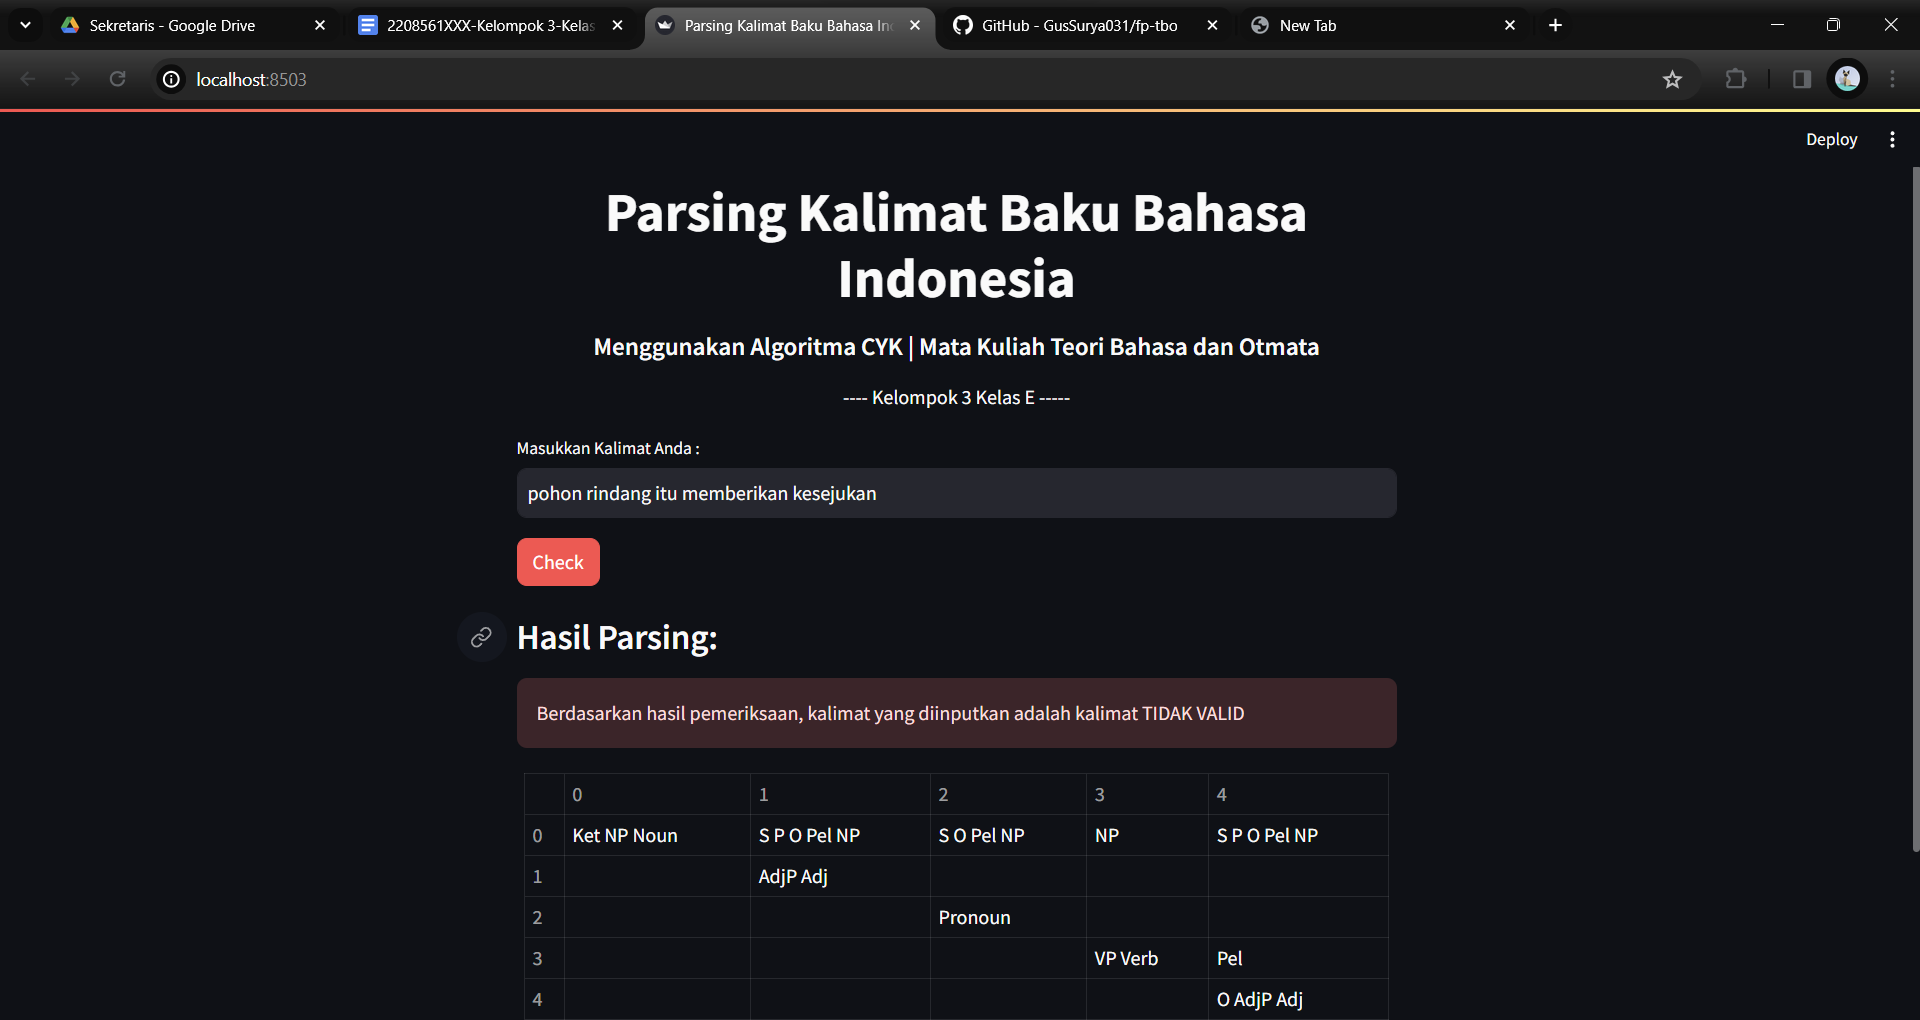 Sekretaris - Google Drive
2208561XXX-Kelompok 3-Kelas
Parsing Kalimat Baku Bahasa In
GitHub - GusSurya031/fp-tbo
New Tab
localhost:8503
Deploy
Parsing Kalimat Baku Bahasa
Indonesia
Menggunakan Algoritma CYK | Mata Kuliah Teori Bahasa dan Otmata
---- Kelompok 3 Kelas E -----
Masukkan Kalimat Anda :
pohon rindang itu memberikan kesejukan
Check
Hasil Parsing:
Berdasarkan hasil pemeriksaan, kalimat yang diinputkan adalah kalimat TIDAK VALID
0 1 2 3 4
0 Ket NP Noun S P O Pel NP S O Pel NP NP S P O Pel NP
1 AdjP Adj
2 Pronoun
3 VP Verb Pel
4 O AdjP Adj